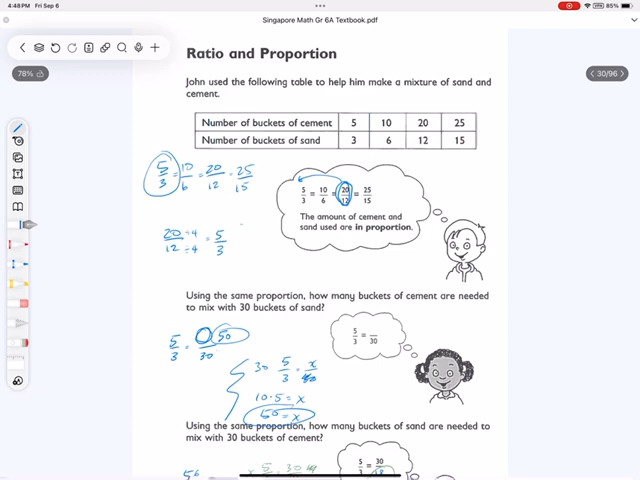 4:48 PM Fri Sep 6
VPN 85%
Singapore Math Gr 6A Textbook.pdf
78%
30/96
Ratio and Proportion
John used the following table to help him make a mixture of sand and
cement.
Number of buckets of cement 5 10 20 25
Number of buckets of sand 3 6 12 15
5/3 = 10/6 = 20/12 = 25/15
5/3 = 10/6 = 20/12 = 25/15
The amount of cement and
sand used are in proportion.
20÷4/12÷4 = 5/3
Using the same proportion, how many buckets of cement are needed
to mix with 30 buckets of sand?
5/3 = /30
5/3 = 50/30
30 5/3 = x/30
10·5 = x
50 = x
Using the same proportion, how many buckets of sand are needed to
mix with 30 buckets of cement?
5/3 = 30/18